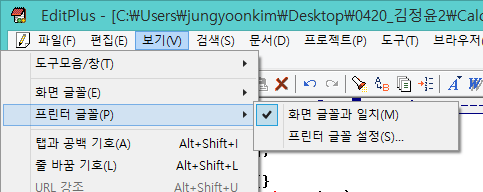 EditPlus - [C:₩Users₩jungyoonkim₩Desktop₩0420_김정윤2₩Calc
파일(F) 편집(E) 보기(V) 검색(S) 문서(D) 프로젝트(P) 도구(T) 브라우저(
도구모음/창(T)
화면 글꼴(E)
프린터 글꼴(P)
화면 글꼴과 일치(M)
프린터 글꼴 설정(S)...
탭과 공백 기호(A) Alt+Shift+I
줄 바꿈 기호(L) Alt+Shift+L
URL 강조 Alt+Shift+U